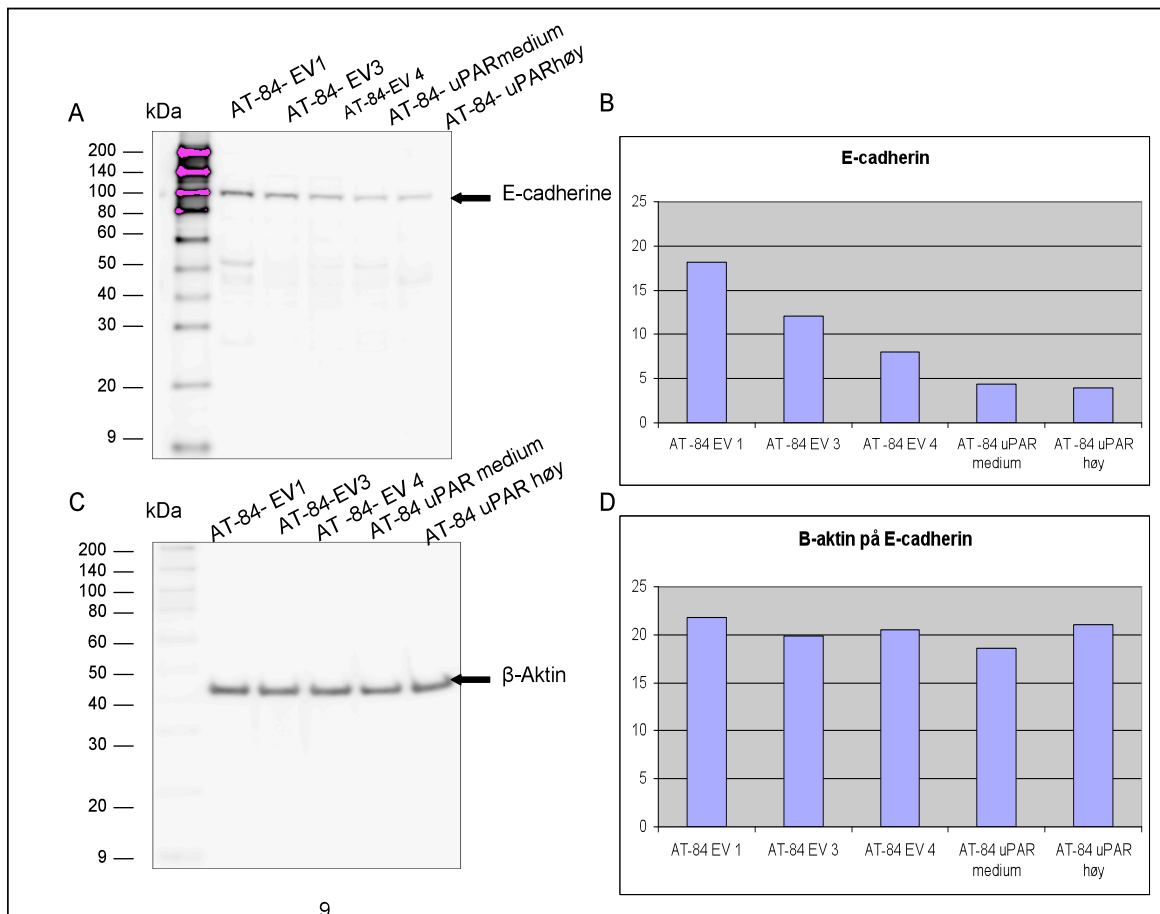 A
kDa
AT-84- EV1
AT-84- EV3
AT-84-EV 4
AT-84- uPARmedium
AT-84- uPARhøy
200
140
100
80
60
50
40
30
20
9
E-cadherine
B
E-cadherin
25
20
15
10
5
0
AT -84 EV 1
AT -84 EV 3
AT -84 EV 4
AT -84 uPAR
medium
AT -84 uPAR
høy
C
kDa
AT-84- EV1
AT-84-EV3
AT -84- EV 4
AT-84 uPAR medium
AT-84 uPAR høy
200
140
100
80
60
50
40
30
20
9
β-Aktin
D
B-aktin på E-cadherin
25
20
15
10
5
0
AT-84 EV 1
AT-84 EV 3
AT-84 EV 4
AT-84 uPAR
medium
AT-84 uPAR
høy
9